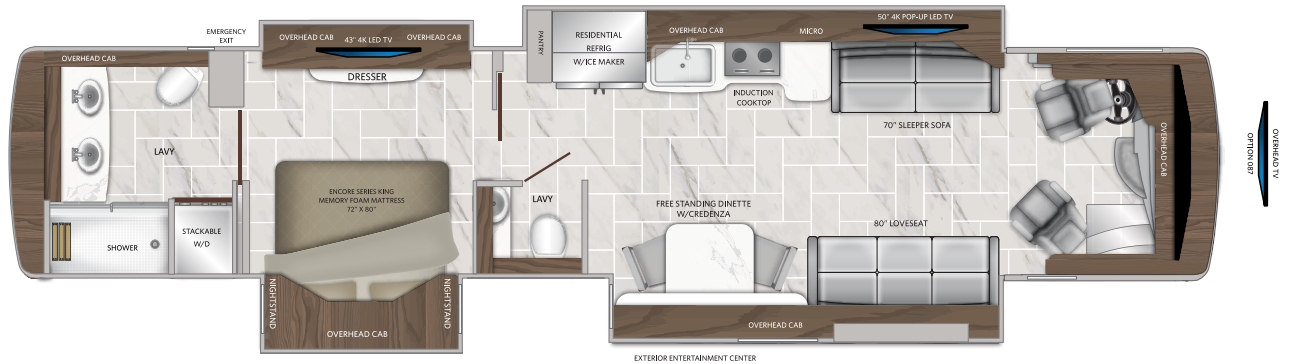 EMERGENCY
EXIT
OVERHEAD CAB
OVERHEAD CAB
43" 4K LED TV
OVERHEAD CAB
DRESSER
PANTRY
RESIDENTIAL
REFRIG
W/ICE MAKER
OVERHEAD CAB
MICRO
50" 4K POP-UP LED TV
INDUCTION
COOKTOP
70" SLEEPER SOFA
OVERHEAD CAB
OVERHEAD TV
OPTION 087
LAVY
ENCORE SERIES KING
MEMORY FOAM MATTRESS
72" X 80"
LAVY
FREE STANDING DINETTE
W/CREDENZA
80" LOVESEAT
SHOWER
STACKABLE
W/D
NIGHTSTAND
NIGHTSTAND
OVERHEAD CAB
OVERHEAD CAB
EXTERIOR ENTERTAINMENT CENTER